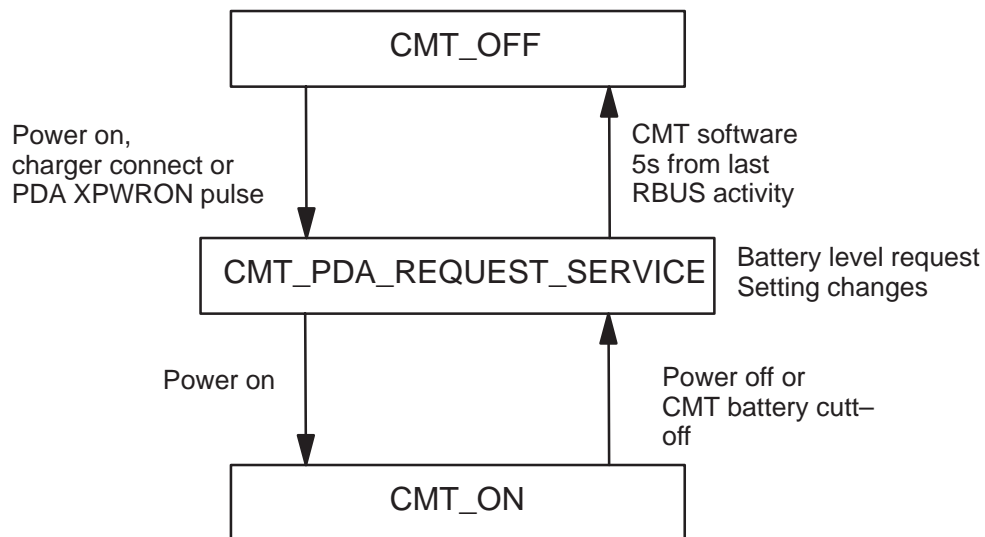 CMT_OFF
Power on,
charger connect or
PDA XPWRON pulse
CMT software
5s from last
RBUS activity
CMT_PDA_REQUEST_SERVICE
Battery level request
Setting changes
Power on
Power off or
CMT battery cutt–
off
CMT_ON